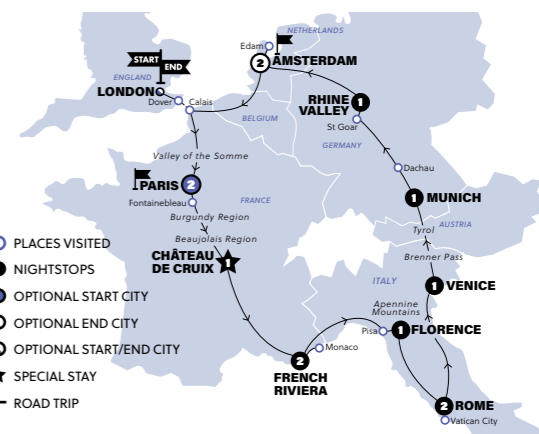 NETHERLANDS
Edam
START
END
2 AMSTERDAM
ENGLAND
LONDON
Dover
Calais
BELGIUM
RHINE
VALLEY
1
St Goar
GERMANY
Valley of the Somme
PARIS 2
Fontainebleau
FRANCE
Burgundy Region
Beaujolais Region
Dachau
MUNICH 1
Tyrol
AUSTRIA
Brenner Pass
CHÂTEAU
DE CRUIX
1
ITALY
1 VENICE
Apennine
Mountains
Pisa
1 FLORENCE
Monaco
2
FRENCH
RIVIERA
2 ROME
Vatican City
PLACES VISITED
NIGHTSTOPS
OPTIONAL START CITY
OPTIONAL END CITY
OPTIONAL START/END CITY
SPECIAL STAY
ROAD TRIP